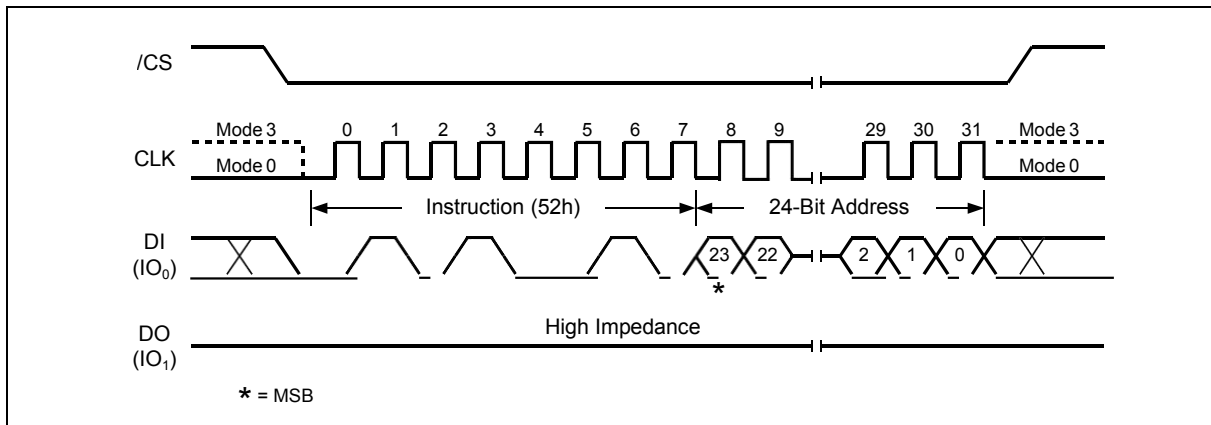 /CS
Mode 3 0 1 2 3 4 5 6 7 8 9 29 30 31 Mode 3
CLK
Mode 0 Mode 0
Instruction (52h) 24-Bit Address
DI
(IO₀)
23 22 2 1 0
*
High Impedance
DO
(IO₁)
* = MSB